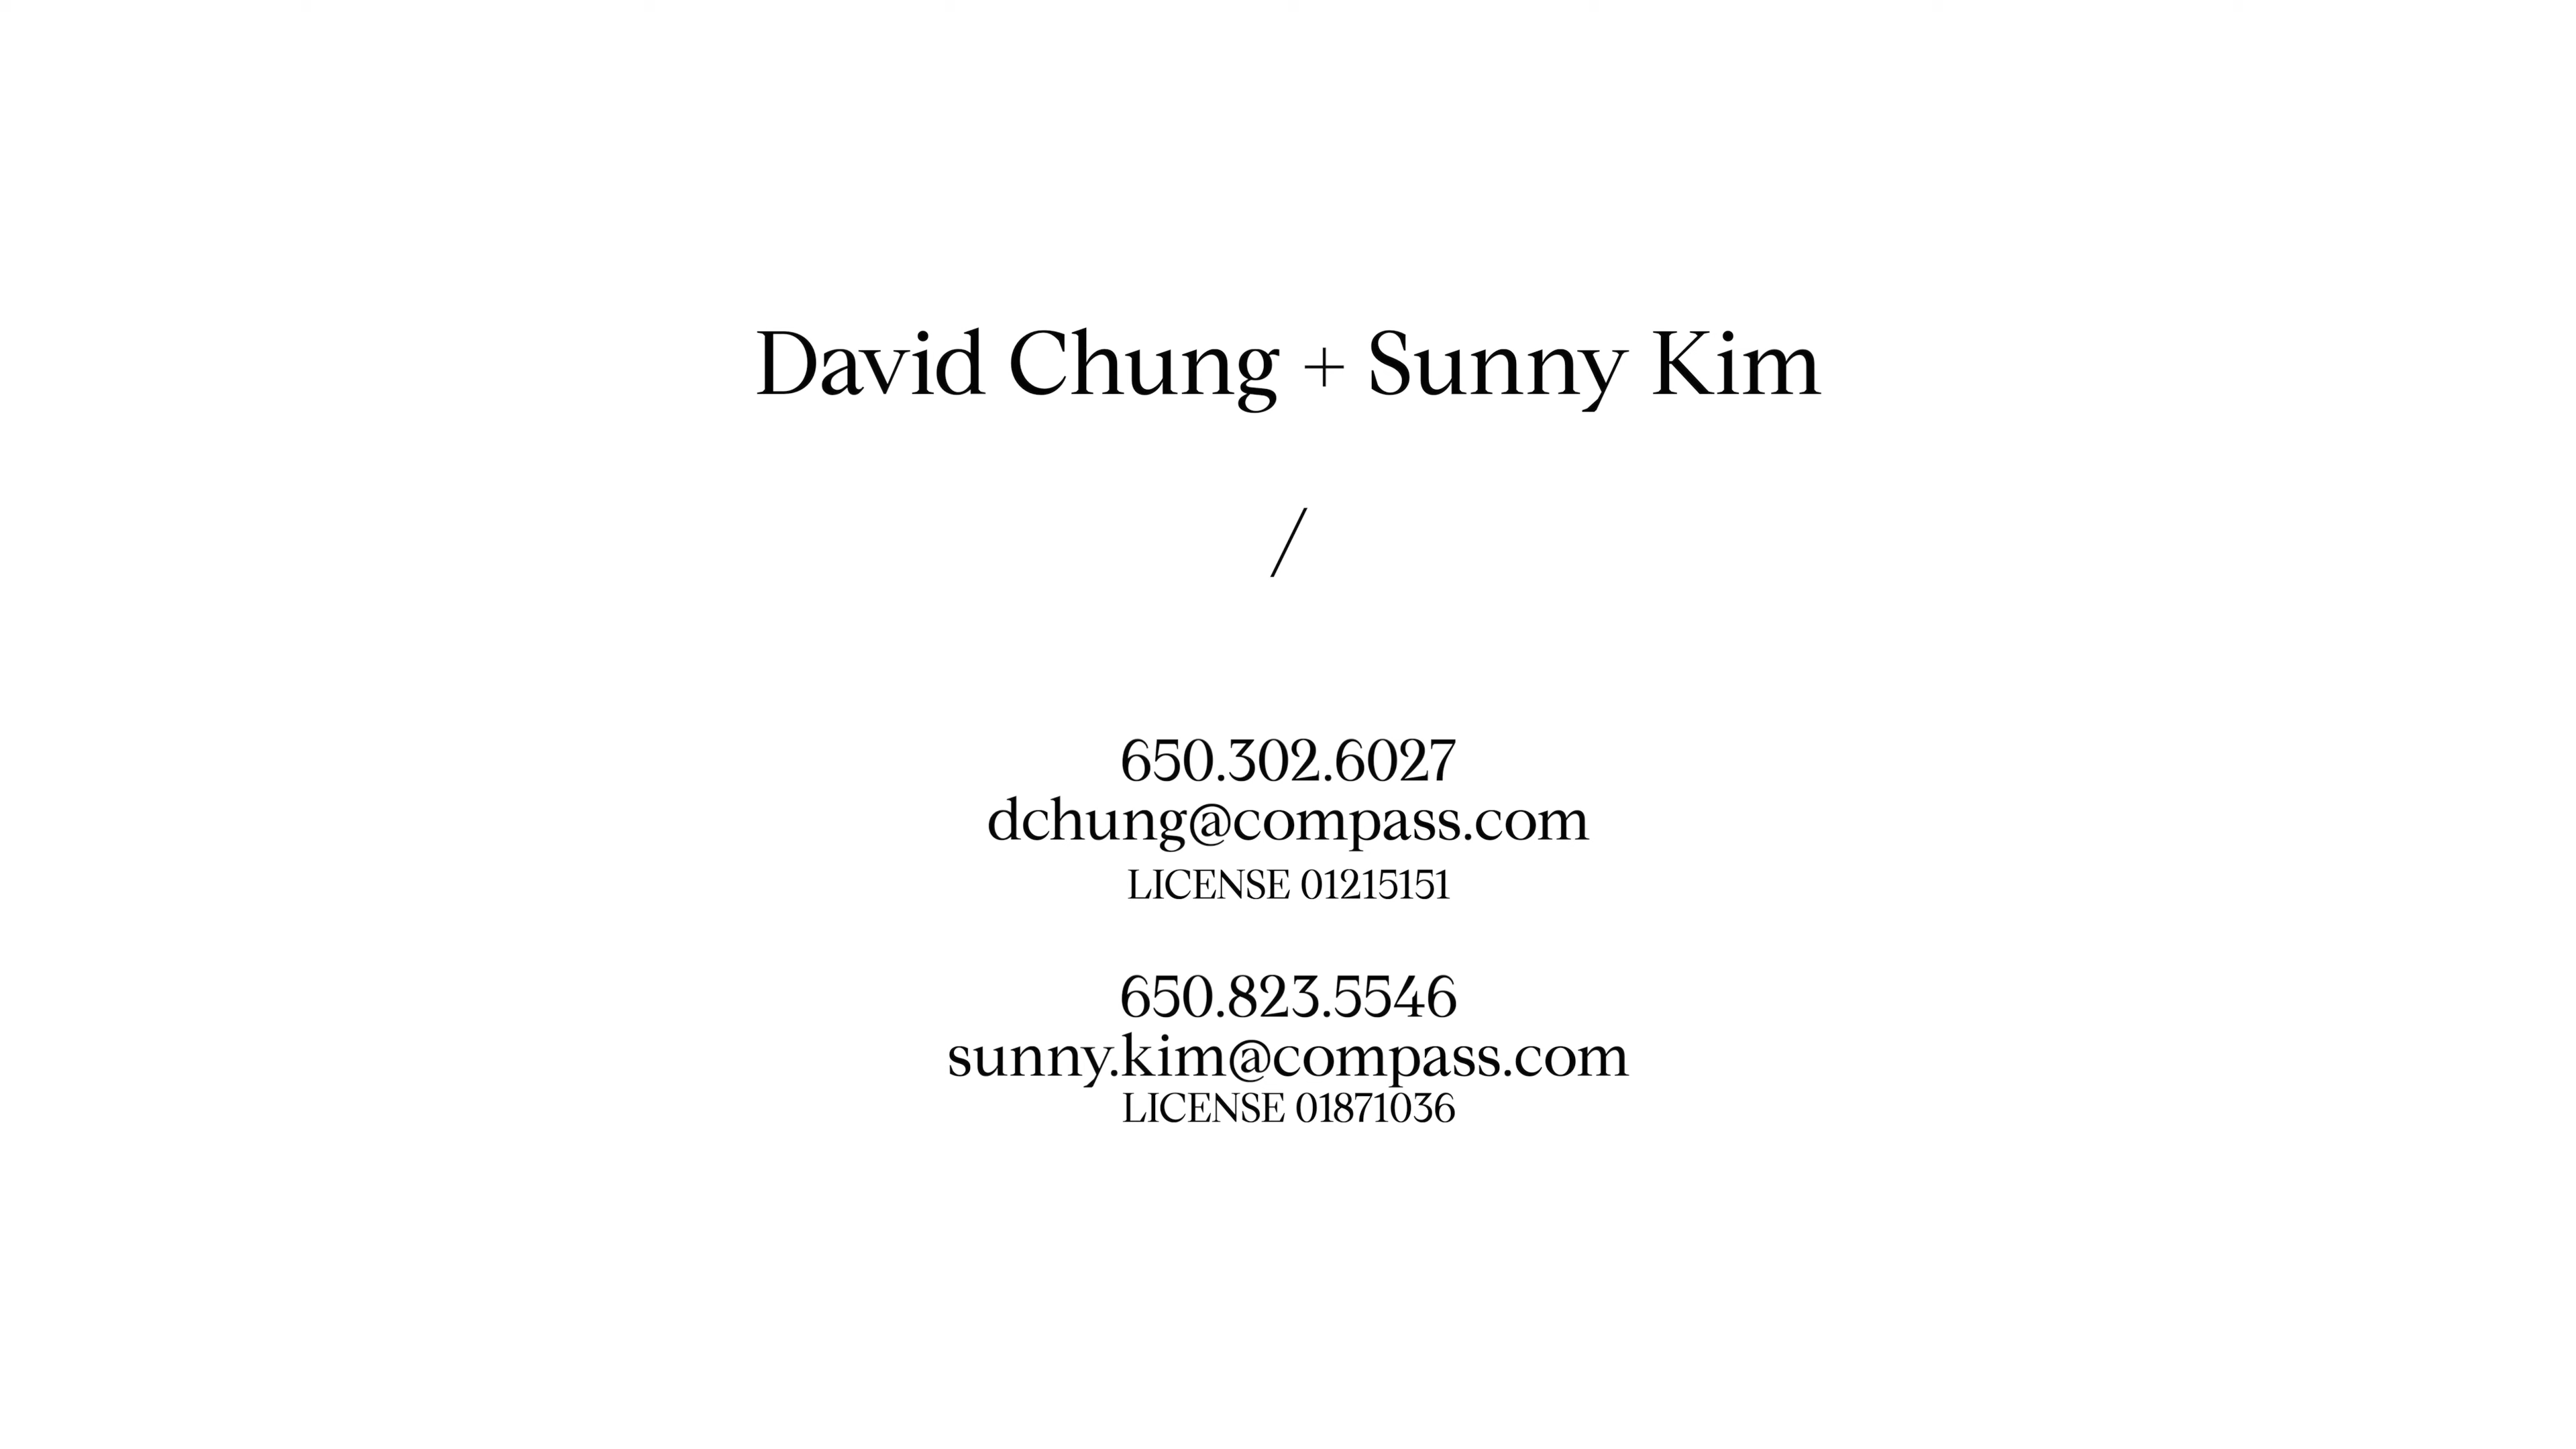 David Chung + Sunny Kim
/
650.302.6027
dchung@compass.com
LICENSE 01215151
650.823.5546
sunny.kim@compass.com
LICENSE 01871036